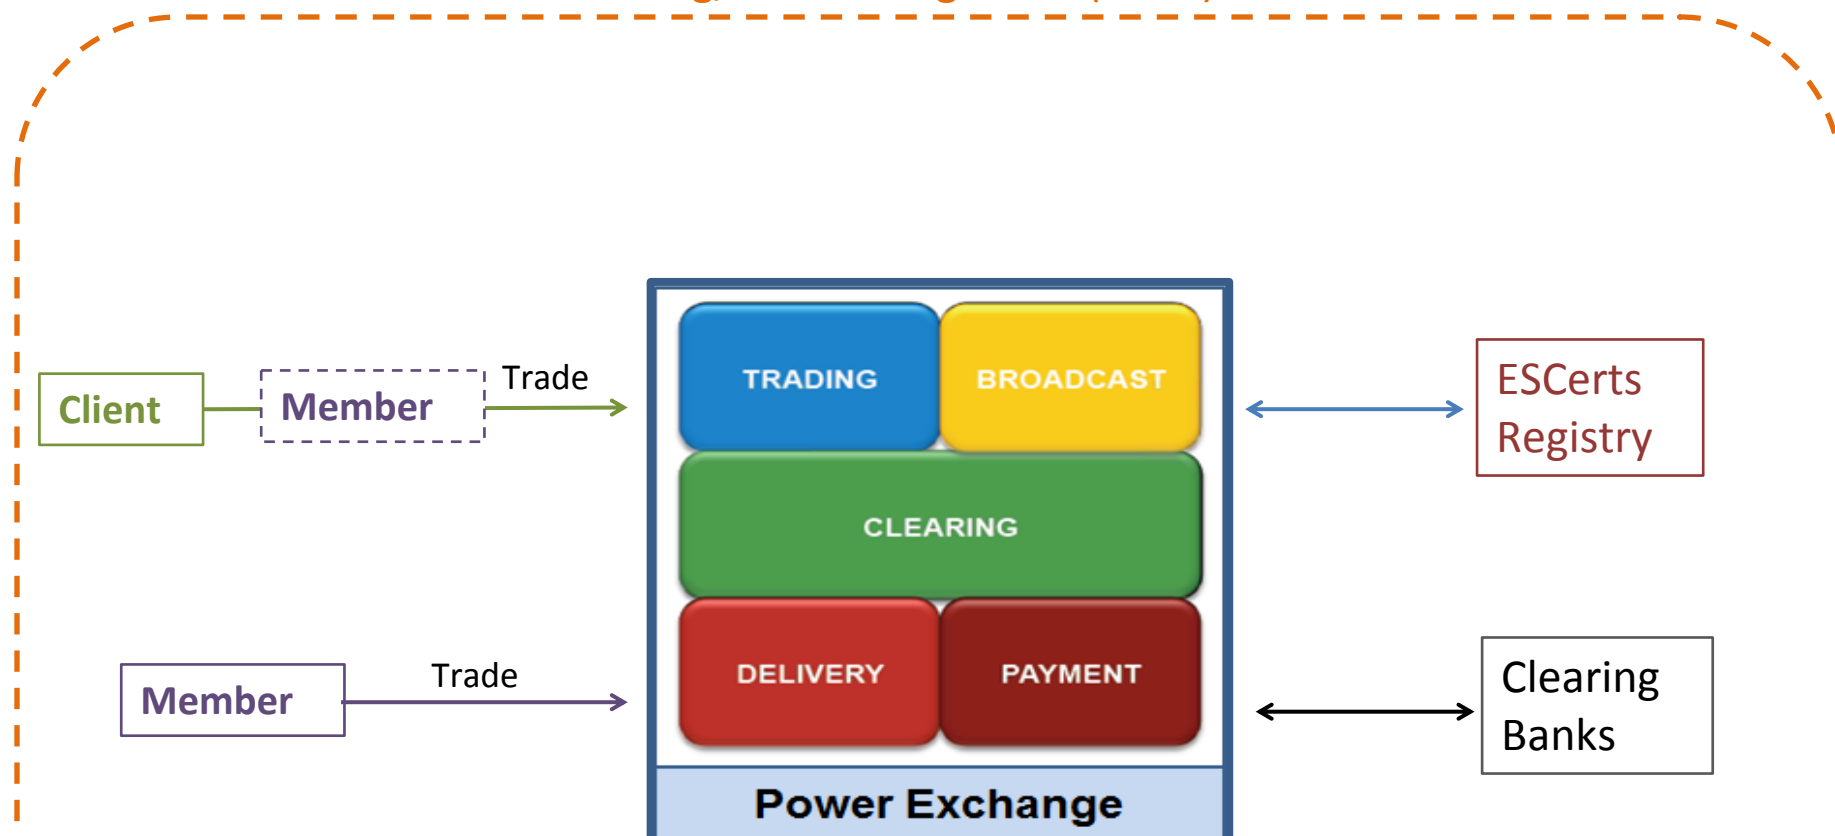 TRADING
BROADCAST
Client
Member
Trade
ESCerts
Registry
CLEARING
Member
Trade
DELIVERY
PAYMENT
Clearing
Banks
Power Exchange